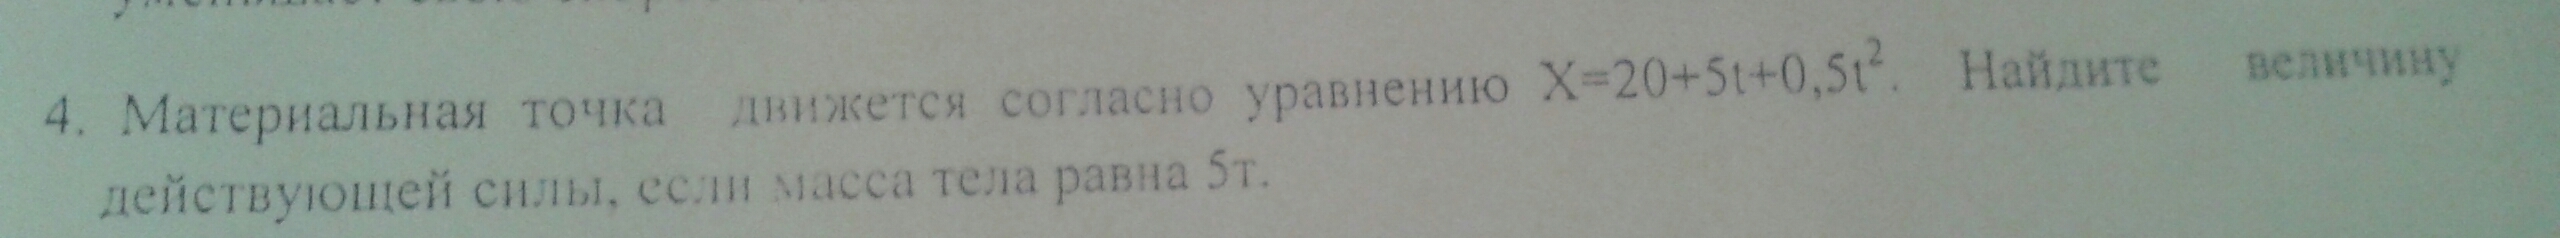 4. Материальная точка движется согласно уравнению X=20+5t+0,5t². Найдите величину
действующей силы, если масса тела равна 5т.